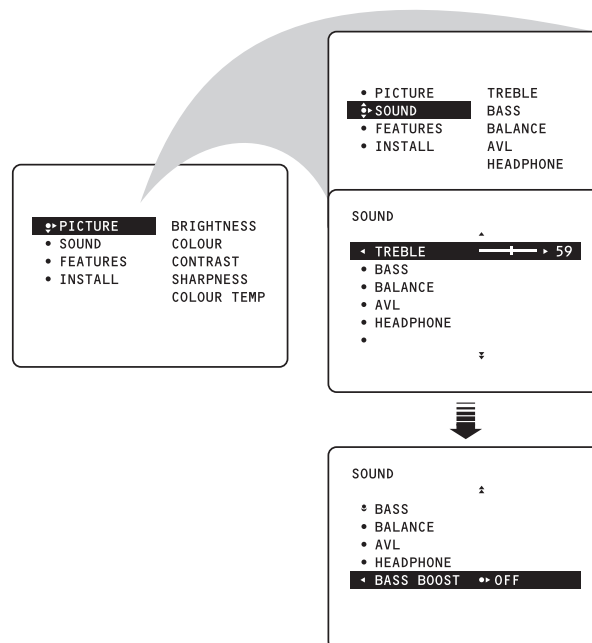 PICTURE BRIGHTNESS
SOUND COLOUR
FEATURES CONTRAST
INSTALL SHARPNESS
COLOUR TEMP
PICTURE TREBLE
SOUND BASS
FEATURES BALANCE
INSTALL AVL
HEADPHONE
SOUND
TREBLE 59
BASS
BALANCE
AVL
HEADPHONE
SOUND
BASS
BALANCE
AVL
HEADPHONE
BASS BOOST OFF